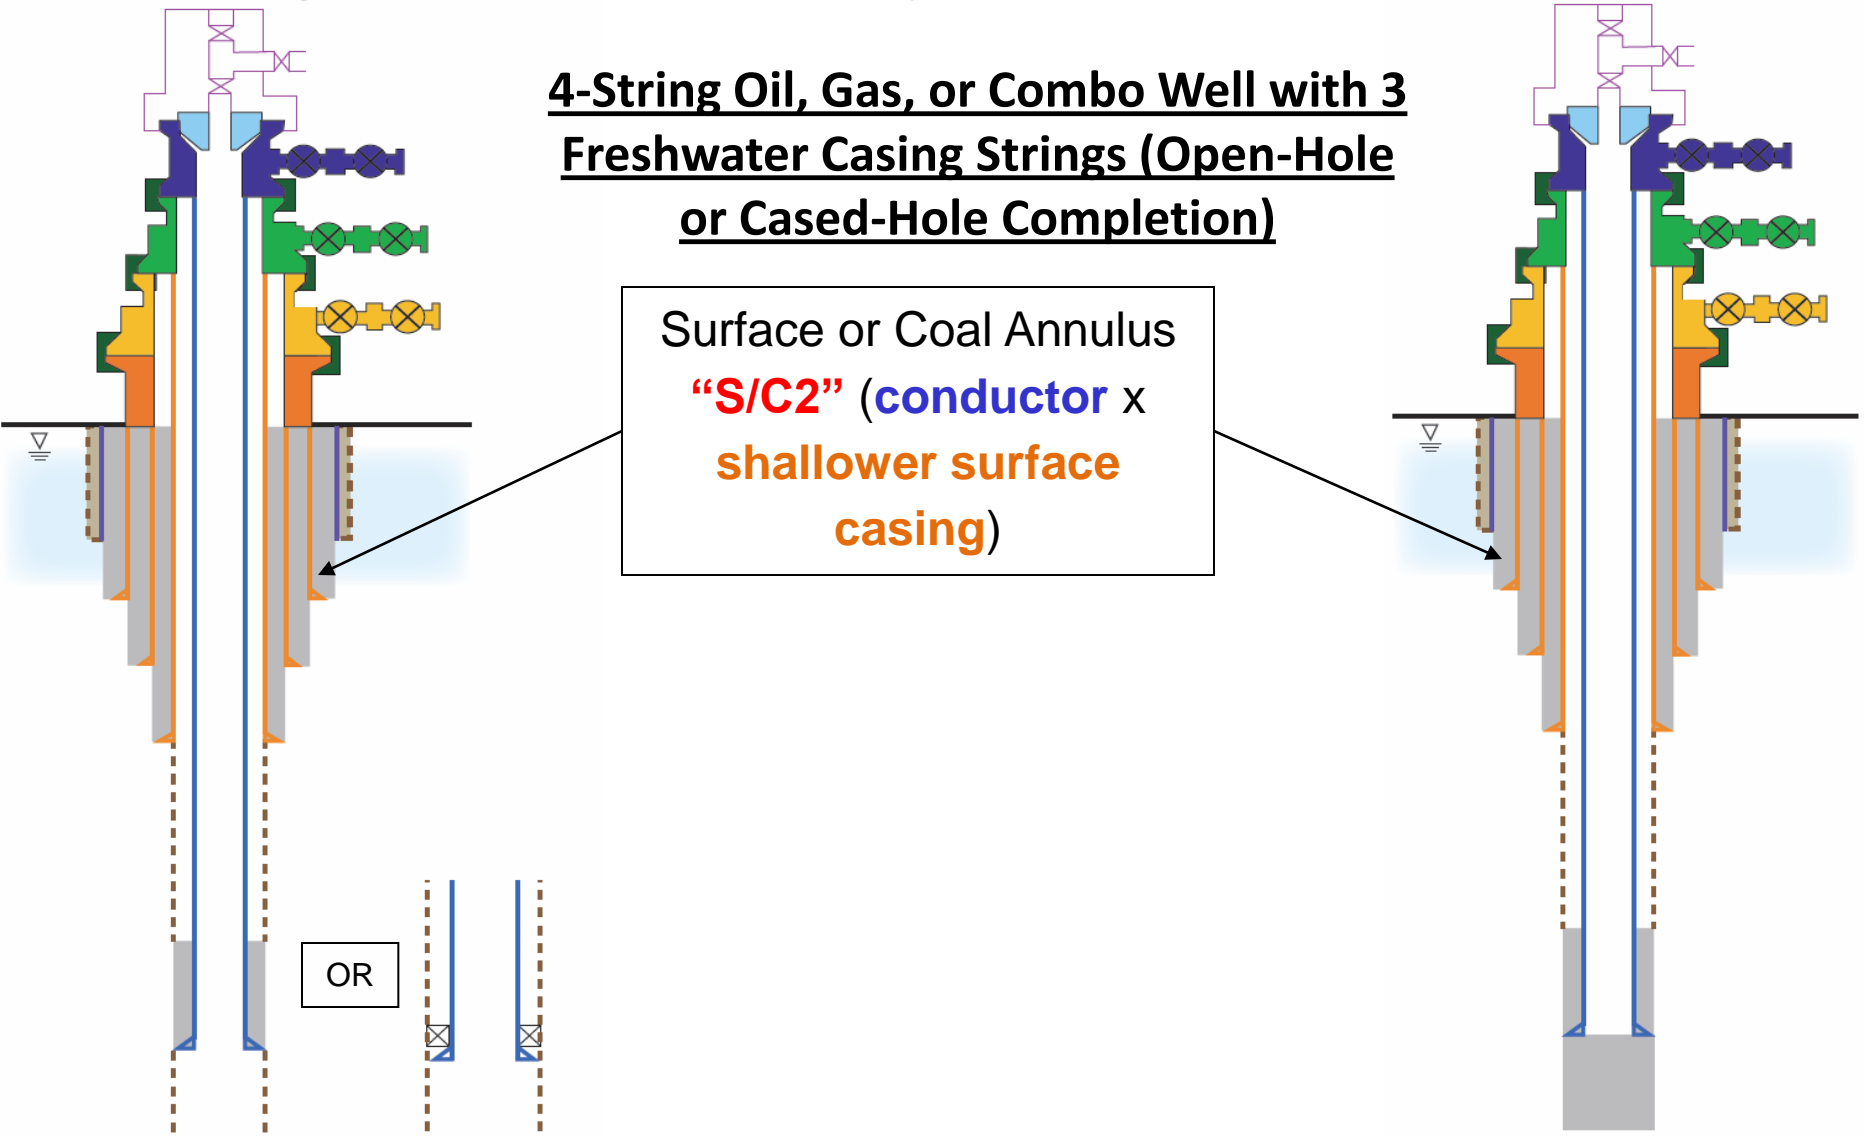 4-String Oil, Gas, or Combo Well with 3
Freshwater Casing Strings (Open-Hole
or Cased-Hole Completion)
Surface or Coal Annulus
“S/C2” (conductor x
shallower surface
casing)
OR